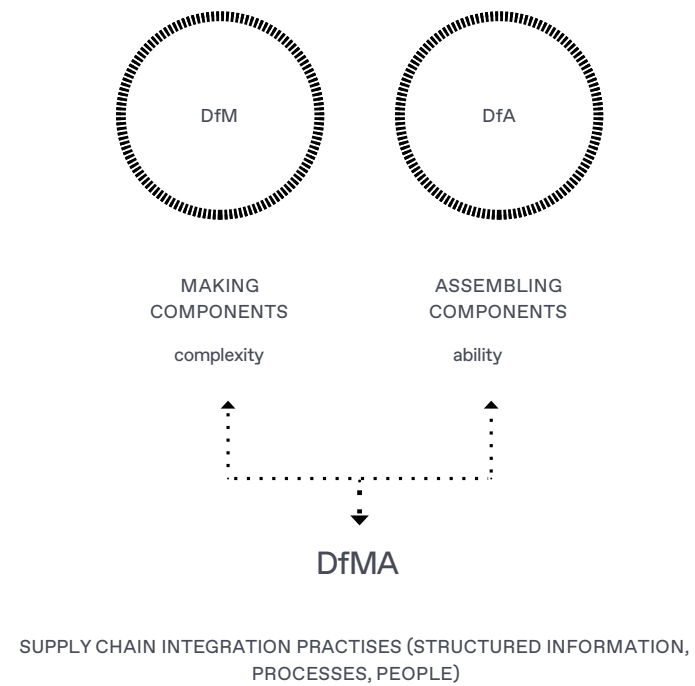 DfM
DfA
MAKING
COMPONENTS
ASSEMBLING
COMPONENTS
complexity
ability
DfMA
SUPPLY CHAIN INTEGRATION PRACTISES (STRUCTURED INFORMATION,
PROCESSES, PEOPLE)